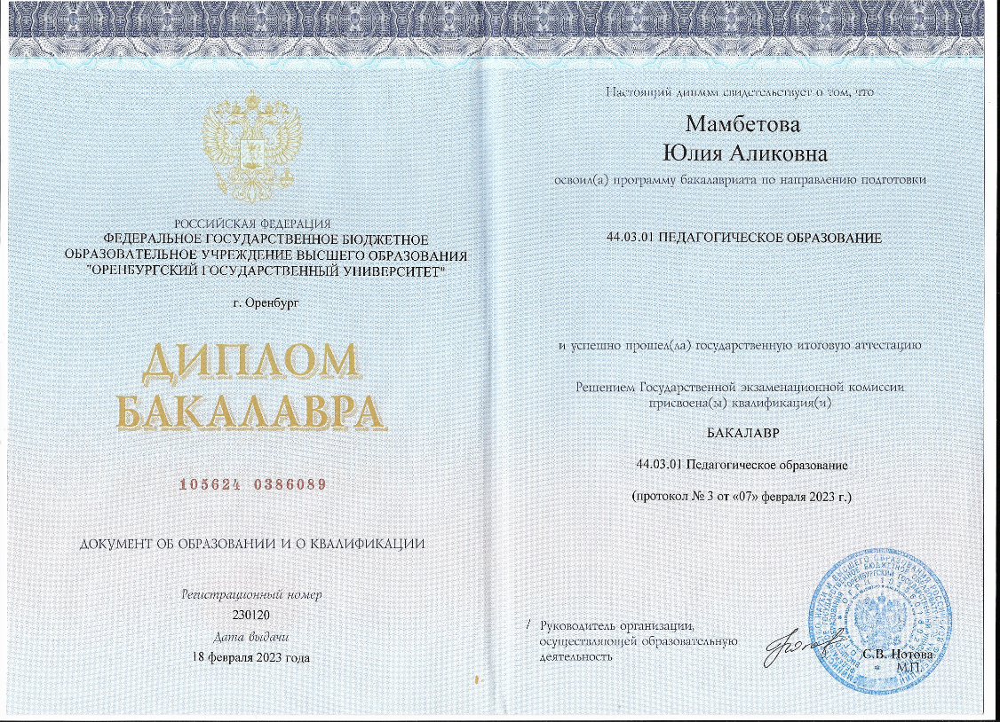 РОССИЙСКАЯ ФЕДЕРАЦИЯ
ФЕДЕРАЛЬНОЕ ГОСУДАРСТВЕННОЕ БЮДЖЕТНОЕ
ОБРАЗОВАТЕЛЬНОЕ УЧРЕЖДЕНИЕ ВЫСШЕГО ОБРАЗОВАНИЯ
"ОРЕНБУРГСКИЙ ГОСУДАРСТВЕННЫЙ УНИВЕРСИТЕТ"
г. Оренбург
ДИПЛОМ
БАКАЛАВРА
105624 0386089
ДОКУМЕНТ ОБ ОБРАЗОВАНИИ И О КВАЛИФИКАЦИИ
Регистрационный номер
230120
Дата выдачи
18 февраля 2023 года
Настоящий диплом свидетельствует о том, что
Мамбетова
Юлия Аликовна
освоил(а) программу бакалавриата по направлению подготовки
44.03.01 ПЕДАГОГИЧЕСКОЕ ОБРАЗОВАНИЕ
и успешно прошел(ла) государственную итоговую аттестацию
Решением Государственной экзаменационной комиссии
присвоена(ы) квалификация(и)
БАКАЛАВР
44.03.01 Педагогическое образование
(протокол № 3 от «07» февраля 2023 г.)
/ Руководитель организации,
осуществляющей образовательную
деятельность
С.В. Нотова
М.П.